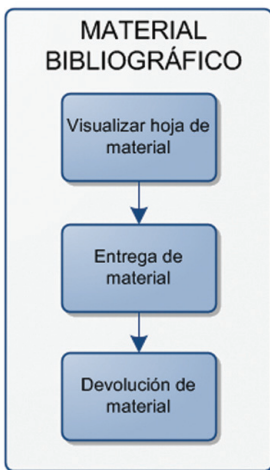 MATERIAL
BIBLIOGRÁFICO
Visualizar hoja de
material
Entrega de
material
Devolución de
material